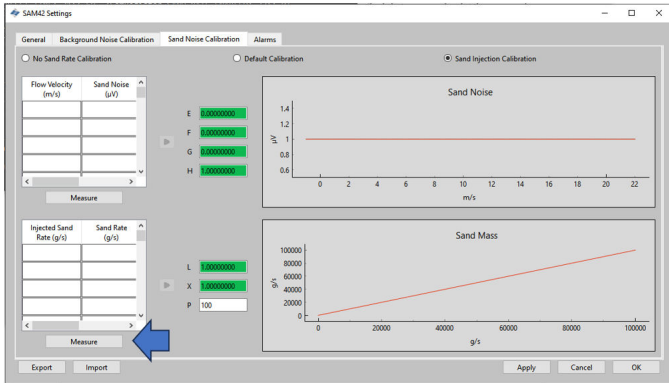 SAM42 Settings
General Background Noise Calibration Sand Noise Calibration Alarms
No Sand Rate Calibration Default Calibration Sand Injection Calibration
Flow Velocity (m/s) Sand Noise (μV)
E 0.00000000
F 0.00000000
G 0.00000000
H 1.00000000
Measure
Sand Noise
μV
1.4
1.2
1
0.8
0.6
0 2 4 6 8 10 12 14 16 18 20 22
m/s
Injected Sand Rate (g/s) Sand Rate (g/s)
L 1.00000000
X 1.00000000
P 100
Measure
Sand Mass
g/s
100000
80000
60000
40000
20000
0
0 20000 40000 60000 80000 100000
g/s
Export Import Apply Cancel OK